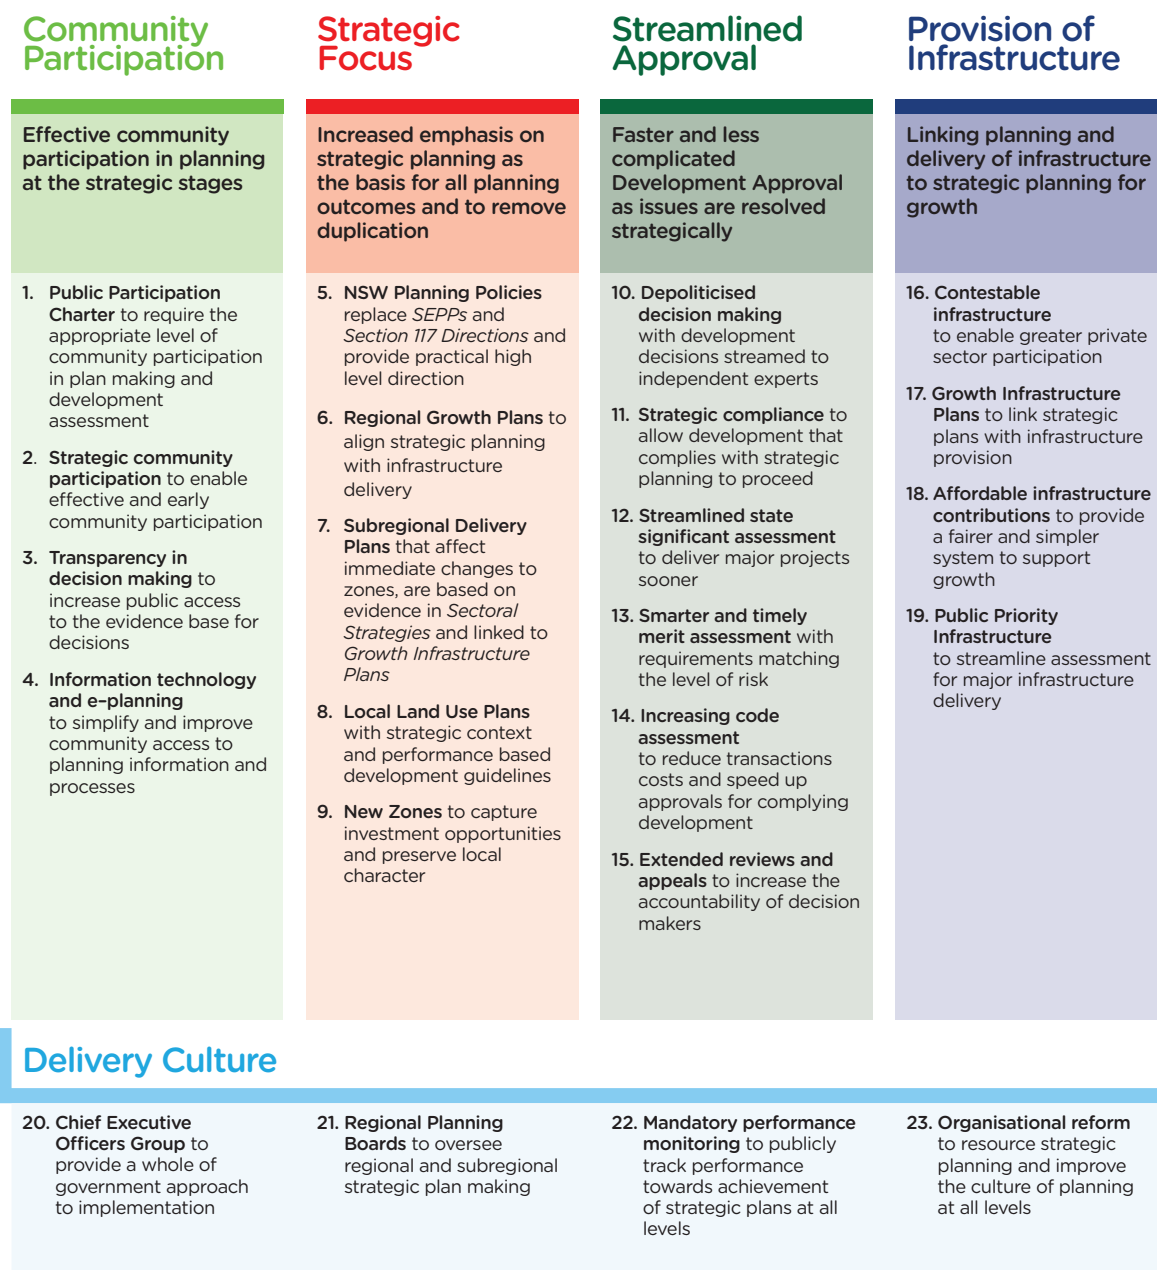 Community
Participation
Effective community
participation in planning
at the strategic stages
1. Public Participation
Charter to require the
appropriate level of
community participation
in plan making and
development
assessment
2. Strategic community
participation to enable
effective and early
community participation
3. Transparency in
decision making to
increase public access
to the evidence base for
decisions
4. Information technology
and e–planning
to simplify and improve
community access to
planning information and
processes
Strategic
Focus
Increased emphasis on
strategic planning as
the basis for all planning
outcomes and to remove
duplication
5. NSW Planning Policies
replace SEPPs and
Section 117 Directions and
provide practical high
level direction
6. Regional Growth Plans to
align strategic planning
with infrastructure
delivery
7. Subregional Delivery
Plans that affect
immediate changes to
zones, are based on
evidence in Sectoral
Strategies and linked to
Growth Infrastructure
Plans
8. Local Land Use Plans
with strategic context
and performance based
development guidelines
9. New Zones to capture
investment opportunities
and preserve local
character
Streamlined
Approval
Faster and less
complicated
Development Approval
as issues are resolved
strategically
10. Depoliticised
decision making
with development
decisions streamed to
independent experts
11. Strategic compliance to
allow development that
complies with strategic
planning to proceed
12. Streamlined state
significant assessment
to deliver major projects
sooner
13. Smarter and timely
merit assessment with
requirements matching
the level of risk
14. Increasing code
assessment
to reduce transactions
costs and speed up
approvals for complying
development
15. Extended reviews and
appeals to increase the
accountability of decision
makers
Provision of
Infrastructure
Linking planning and
delivery of infrastructure
to strategic planning for
growth
16. Contestable
infrastructure
to enable greater private
sector participation
17. Growth Infrastructure
Plans to link strategic
plans with infrastructure
provision
18. Affordable infrastructure
contributions to provide
a fairer and simpler
system to support
growth
19. Public Priority
Infrastructure
to streamline assessment
for major infrastructure
delivery
Delivery Culture
20. Chief Executive
Officers Group to
provide a whole of
government approach
to implementation
21. Regional Planning
Boards to oversee
regional and subregional
strategic plan making
22. Mandatory performance
monitoring to publicly
track performance
towards achievement
of strategic plans at all
levels
23. Organisational reform
to resource strategic
planning and improve
the culture of planning
at all levels